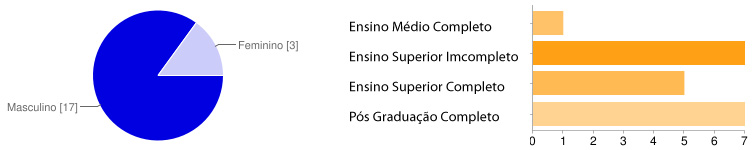 Feminino [3]
Masculino [17]
Ensino Médio Completo
Ensino Superior Imcompleto
Ensino Superior Completo
Pós Graduação Completo
0 1 2 3 4 5 6 7